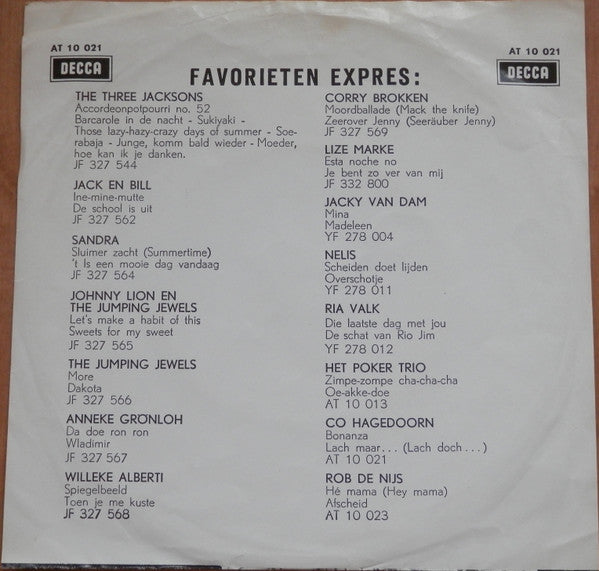 AT 10 021
AT 10 021
DECCA
DECCA
FAVORIETEN EXPRES:
THE THREE JACKSONS
Accordeonpotpourri no. 52
Barcarole in de nacht - Sukiyaki -
Those lazy-hazy-crazy days of summer - Soe-
rabaja - Junge, komm bald wieder - Moeder,
hoe kan ik je danken.
JF 327 544
JACK EN BILL
Ine-mine-mutte
De school is uit
JF 327 562
SANDRA
Sluimer zacht (Summertime)
't Is een mooie dag vandaag
JF 327 564
JOHNNY LION EN
THE JUMPING JEWELS
Let's make a habit of this
Sweets for my sweet
JF 327 565
THE JUMPING JEWELS
More
Dakota
JF 327 566
ANNEKE GRÖNLOH
Da doe ron ron
Wladimir
JF 327 567
WILLEKE ALBERTI
Spiegelbeeld
Toen je me kuste
JF 327 568
CORRY BROKKEN
Moordballade (Mack the knife)
Zeerover Jenny (Seeräuber Jenny)
JF 327 569
LIZE MARKE
Esta noche no
Je bent zo ver van mij
JF 332 800
JACKY VAN DAM
Mina
Madeleen
YF 278 004
NELIS
Scheiden doet lijden
Overschotje
YF 278 011
RIA VALK
Die laatste dag met jou
De schat van Rio Jim
YF 278 012
HET POKER TRIO
Zimpe-zompe cha-cha-cha
Oe-akke-doe
AT 10 013
CO HAGEDOORN
Bonanza
Lach maar... (Lach doch...)
AT 10 021
ROB DE NIJS
Hé mama (Hey mama)
Afscheid
AT 10 023